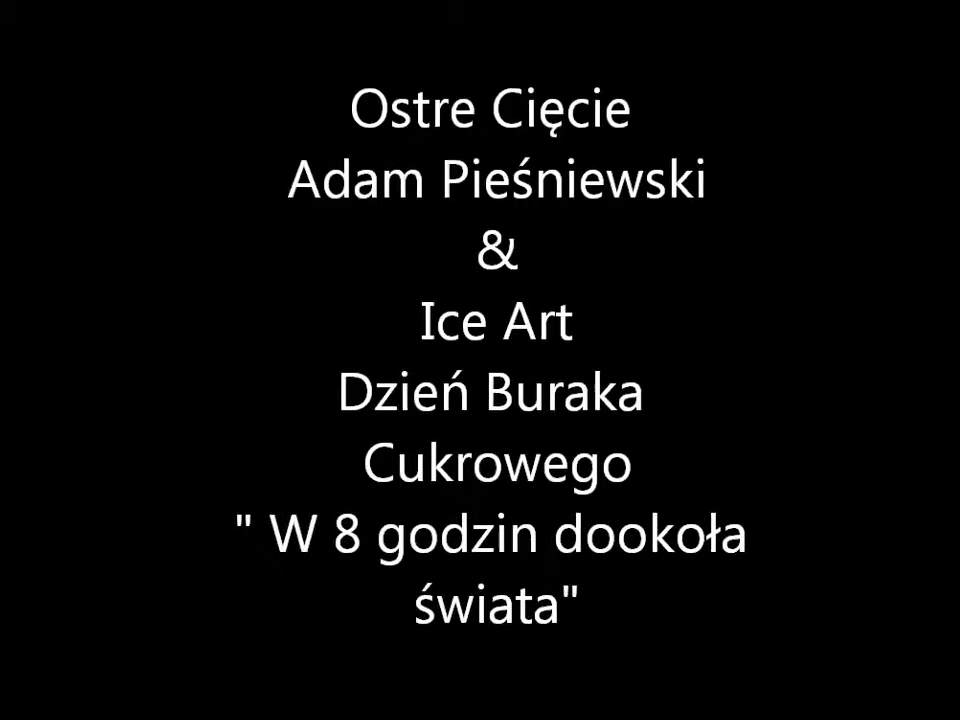 Ostre Cięcie
Adam Pieśniewski
&
Ice Art
Dzień Buraka
Cukrowego
" W 8 godzin dookoła
świata"